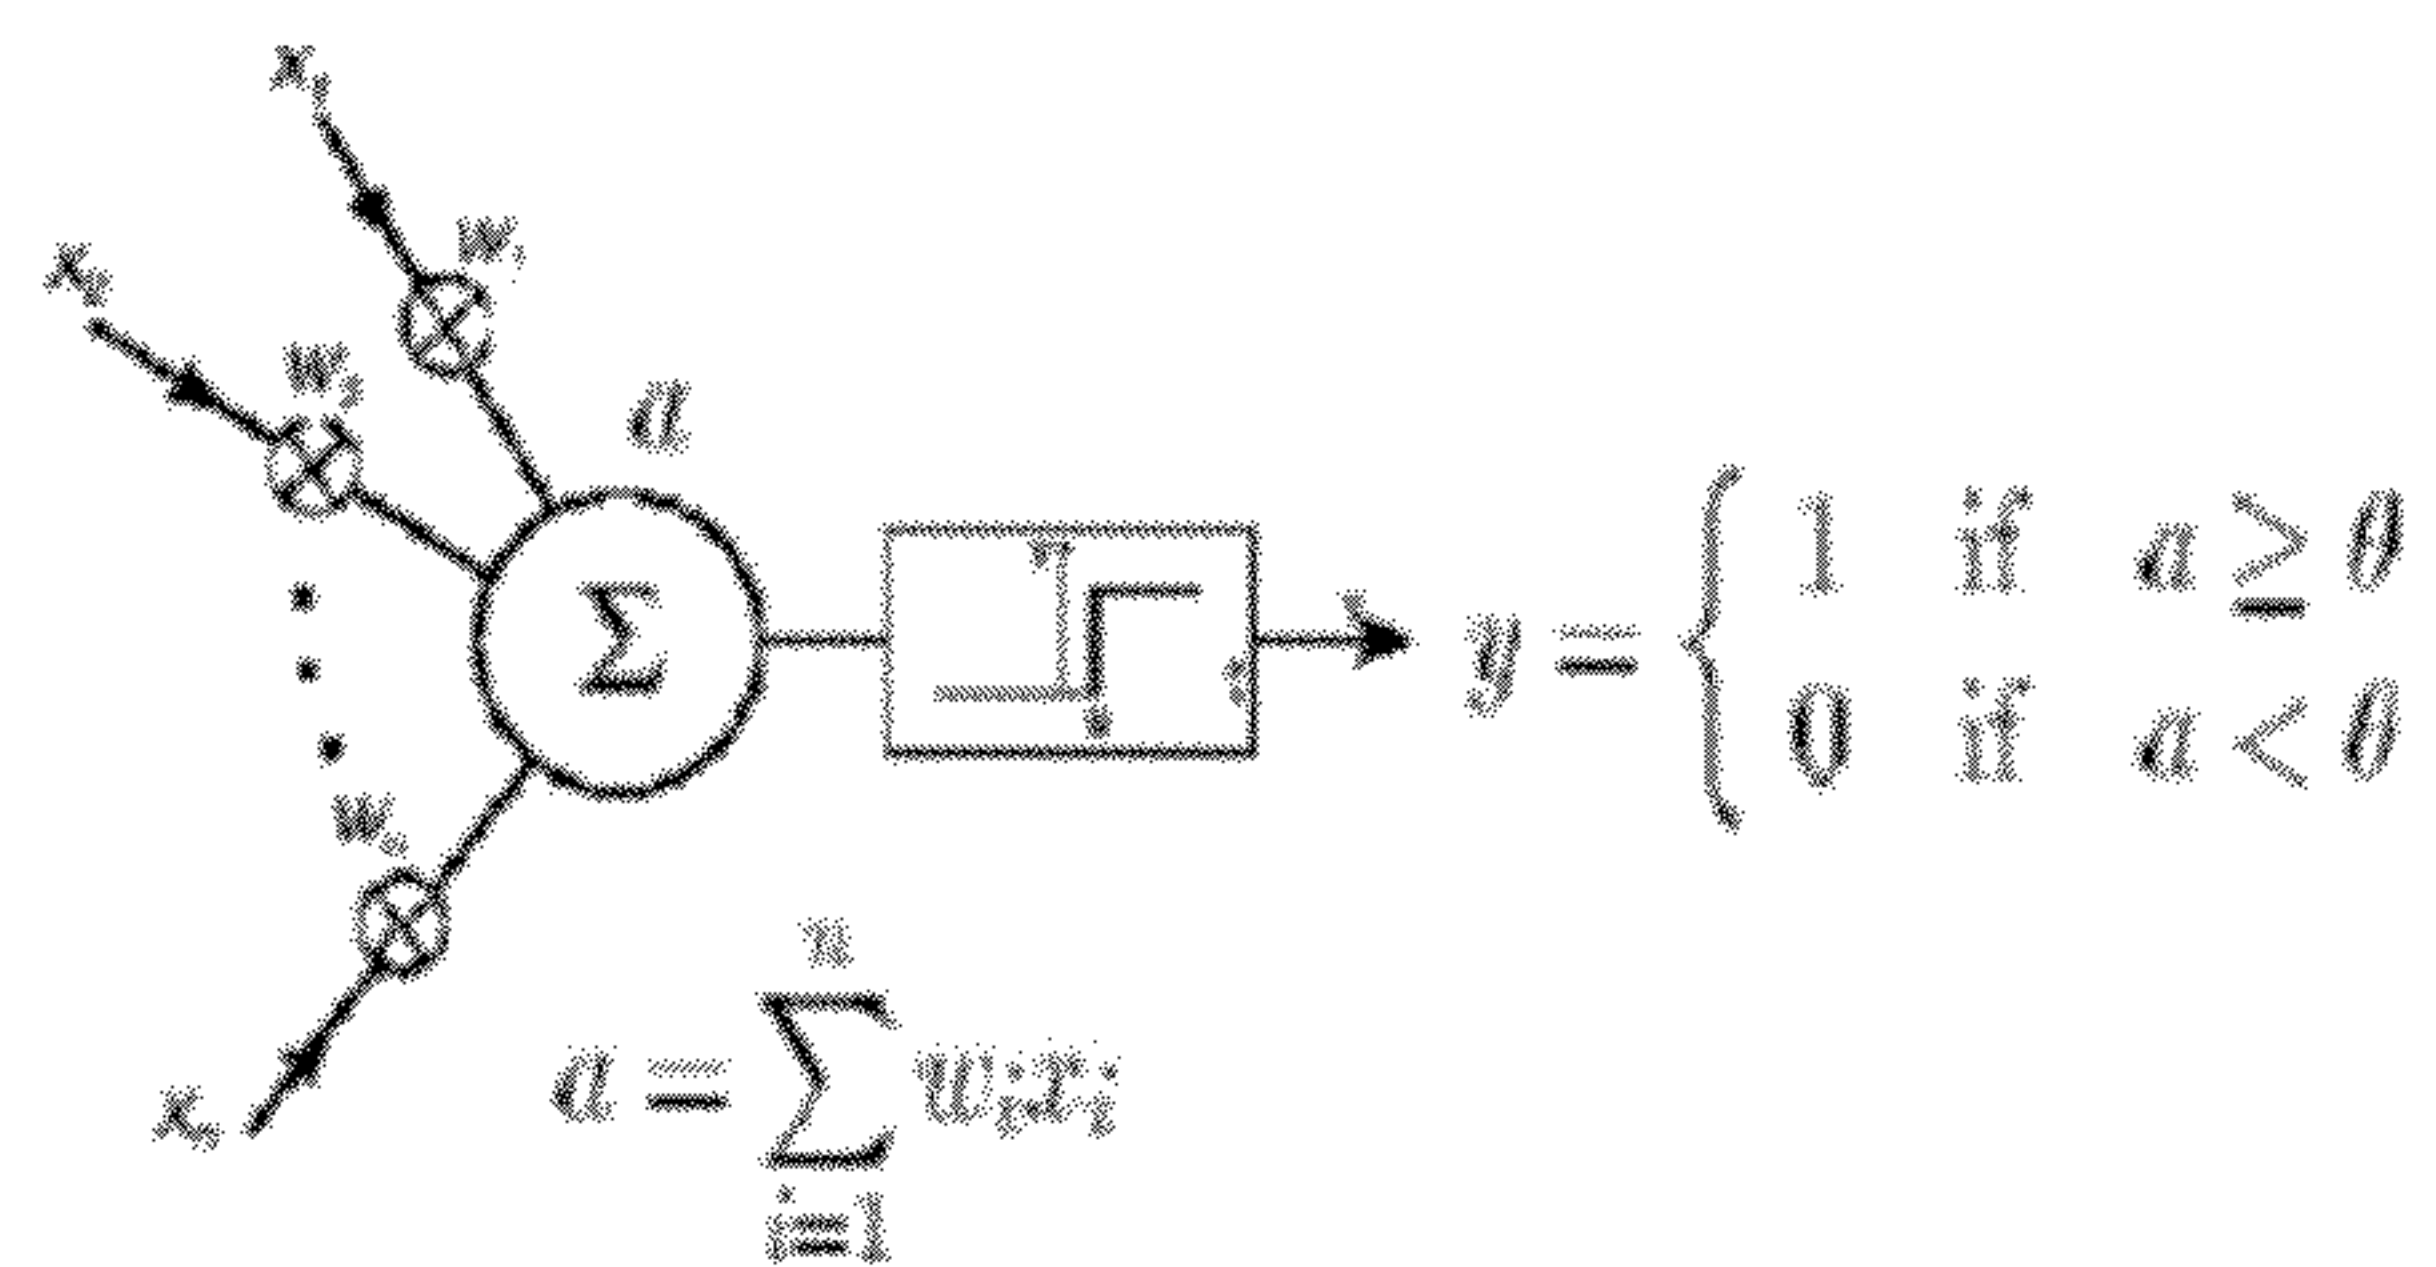 x₁
w₁
x₂
w₂
a
Σ
y = { 1 if a ≥ θ
0 if a < θ
wₙ
xₙ
a = Σ wᵢxᵢ
n
i=1